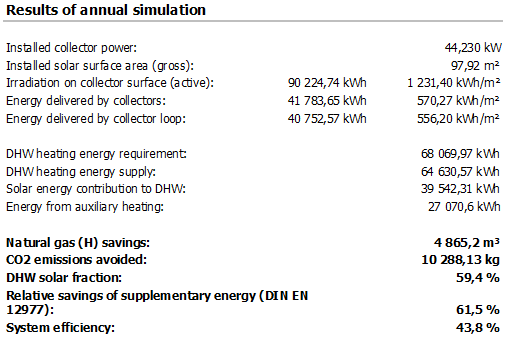 Results of annual simulation
Installed collector power: 44,230 kW
Installed solar surface area (gross): 97,92 m²
Irradiation on collector surface (active): 90 224,74 kWh 1 231,40 kWh/m²
Energy delivered by collectors: 41 783,65 kWh 570,27 kWh/m²
Energy delivered by collector loop: 40 752,57 kWh 556,20 kWh/m²
DHW heating energy requirement: 68 069,97 kWh
DHW heating energy supply: 64 630,57 kWh
Solar energy contribution to DHW: 39 542,31 kWh
Energy from auxiliary heating: 27 070,6 kWh
Natural gas (H) savings: 4 865,2 m³
CO2 emissions avoided: 10 288,13 kg
DHW solar fraction: 59,4 %
Relative savings of supplementary energy (DIN EN
12977): 61,5 %
System efficiency: 43,8 %